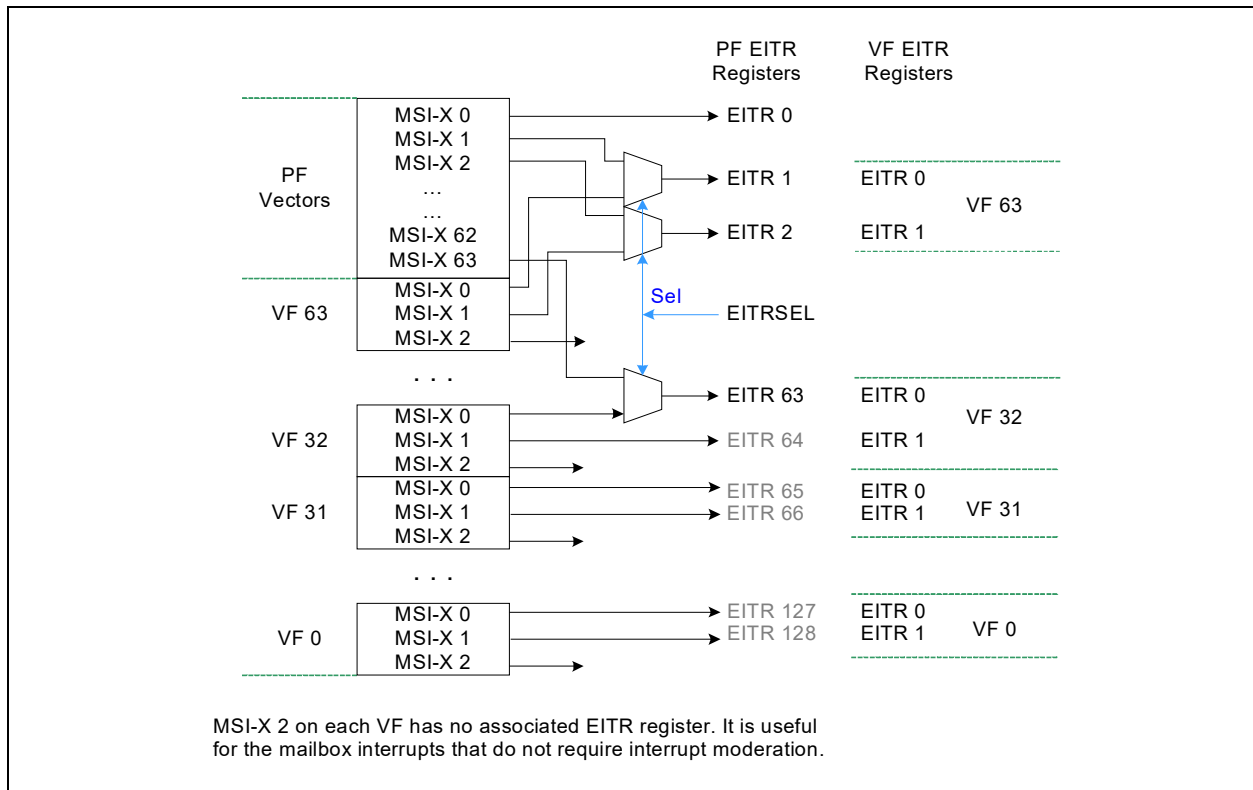 PF EITR
Registers
VF EITR
Registers
PF
Vectors
MSI-X 0
MSI-X 1
MSI-X 2
...
...
MSI-X 62
MSI-X 63
EITR 0
EITR 1
EITR 2
EITR 0
EITR 1
VF 63
VF 63
MSI-X 0
MSI-X 1
MSI-X 2
Sel
EITRSEL
. . .
VF 32
MSI-X 0
MSI-X 1
MSI-X 2
EITR 63
EITR 64
EITR 0
EITR 1
VF 32
VF 31
MSI-X 0
MSI-X 1
MSI-X 2
EITR 65
EITR 66
EITR 0
EITR 1
VF 31
. . .
VF 0
MSI-X 0
MSI-X 1
MSI-X 2
EITR 127
EITR 128
EITR 0
EITR 1
VF 0
MSI-X 2 on each VF has no associated EITR register. It is useful
for the mailbox interrupts that do not require interrupt moderation.